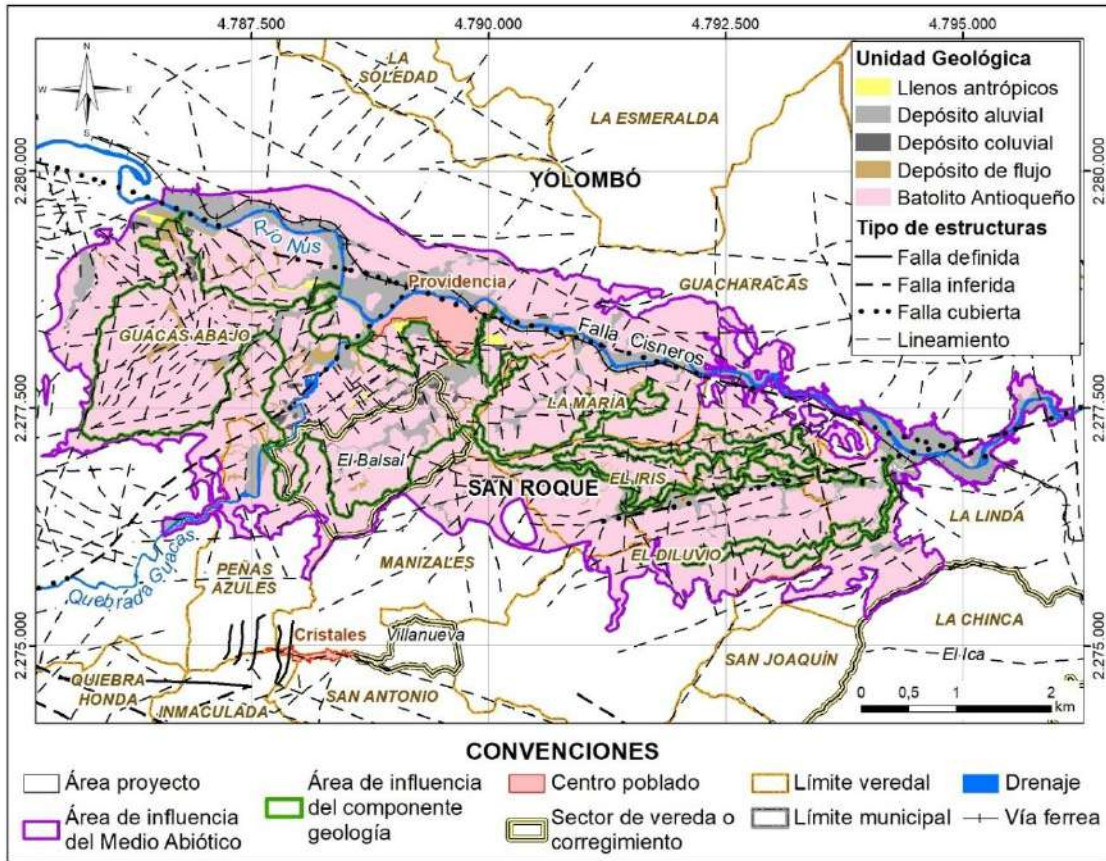 4.787.500
4.790.000
4.792.500
4.795.000
N
W
E
S
LA
SOLEDAD
LA ESMERALDA
YOLOMBÓ
2.280.000
2.280.000
Río Nús
Providencia
GUACHARACAS
GUACAS ABAJO
Falla Cisneros
2.277.500
2.277.500
LA MARÍA
El Balsal
EL IRIS
SAN ROQUE
LA LINDA
EL DILUVIO
Quebrada Guacas
PEÑAS
AZULES
MANIZALES
LA CHINCA
2.275.000
2.275.000
Cristales
Villanueva
SAN JOAQUÍN
El Ica
QUIEBRA
HONDA
INMACULADA
SAN ANTONIO
0 0,5 1 2
km
Unidad Geológica
Llenos antrópicos
Depósito aluvial
Depósito coluvial
Depósito de flujo
Batolito Antioqueño
Tipo de estructuras
Falla definida
Falla inferida
Falla cubierta
Lineamiento
CONVENCIONES
Área proyecto
Área de influencia
del Medio Abiótico
Área de influencia
del componente
geología
Centro poblado
Sector de vereda o
corregimiento
Límite veredal
Límite municipal
Drenaje
Vía ferrea